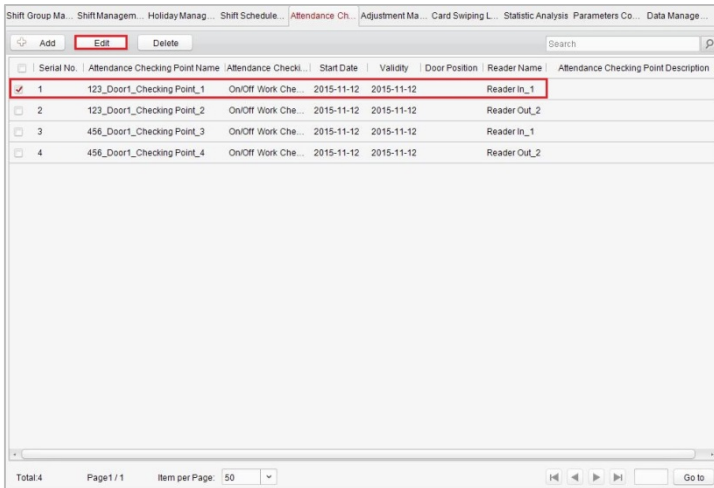 Shift Group Ma... Shift Managem... Holiday Manag... Shift Schedule... Attendance Ch... Adjustment Ma... Card Swiping L... Statistic Analysis Parameters Co... Data Manage...
Add Edit Delete Search
Serial No. Attendance Checking Point Name Attendance Checki... Start Date Validity Door Position Reader Name Attendance Checking Point Description
1 123_Door1_Checking Point_1 On/Off Work Che... 2015-11-12 2015-11-12 Reader In_1
2 123_Door1_Checking Point_2 On/Off Work Che... 2015-11-12 2015-11-12 Reader Out_2
3 456_Door1_Checking Point_3 On/Off Work Che... 2015-11-12 2015-11-12 Reader In_1
4 456_Door1_Checking Point_4 On/Off Work Che... 2015-11-12 2015-11-12 Reader Out_2
Total:4 Page1 / 1 Item per Page: 50 Go to